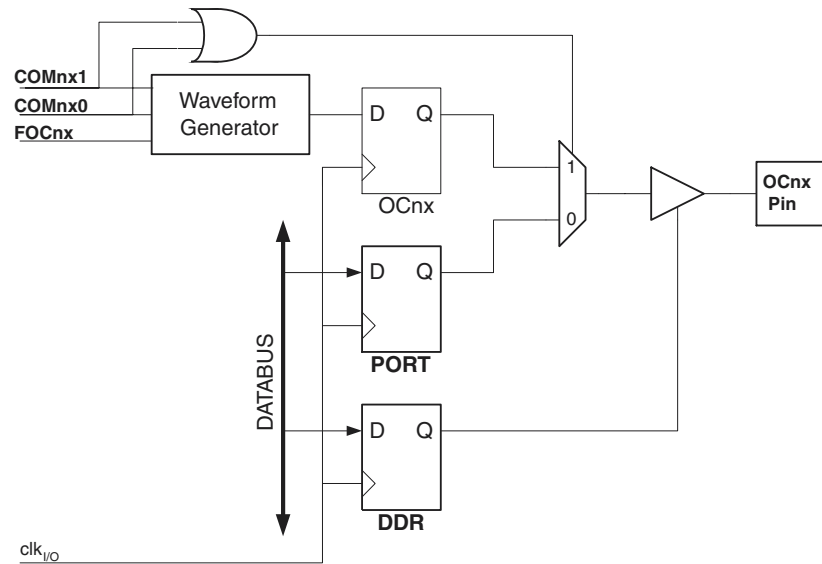 COMnx1
COMnx0
FOCnx
Waveform
Generator
D Q
OCnx
1
0
OCnx
Pin
D Q
PORT
D Q
DDR
DATABUS
clkI/O